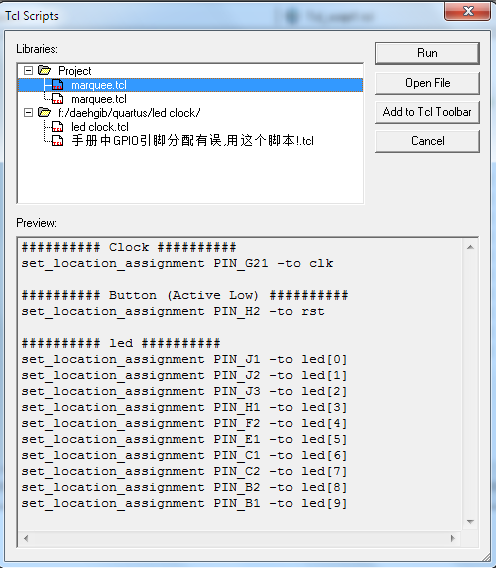 Tcl Scripts
Libraries:
Project
marquee.tcl
marquee.tcl
f:/daehgib/quartus/led clock/
led clock.tcl
手册中GPIO引脚分配有误,用这个脚本!.tcl
Run
Open File
Add to Tcl Toolbar
Cancel
Preview:
########## Clock ##########
set_location_assignment PIN_G21 -to clk
########## Button (Active Low) ##########
set_location_assignment PIN_H2 -to rst
########## led ##########
set_location_assignment PIN_J1 -to led[0]
set_location_assignment PIN_J2 -to led[1]
set_location_assignment PIN_J3 -to led[2]
set_location_assignment PIN_H1 -to led[3]
set_location_assignment PIN_F2 -to led[4]
set_location_assignment PIN_E1 -to led[5]
set_location_assignment PIN_C1 -to led[6]
set_location_assignment PIN_C2 -to led[7]
set_location_assignment PIN_B2 -to led[8]
set_location_assignment PIN_B1 -to led[9]